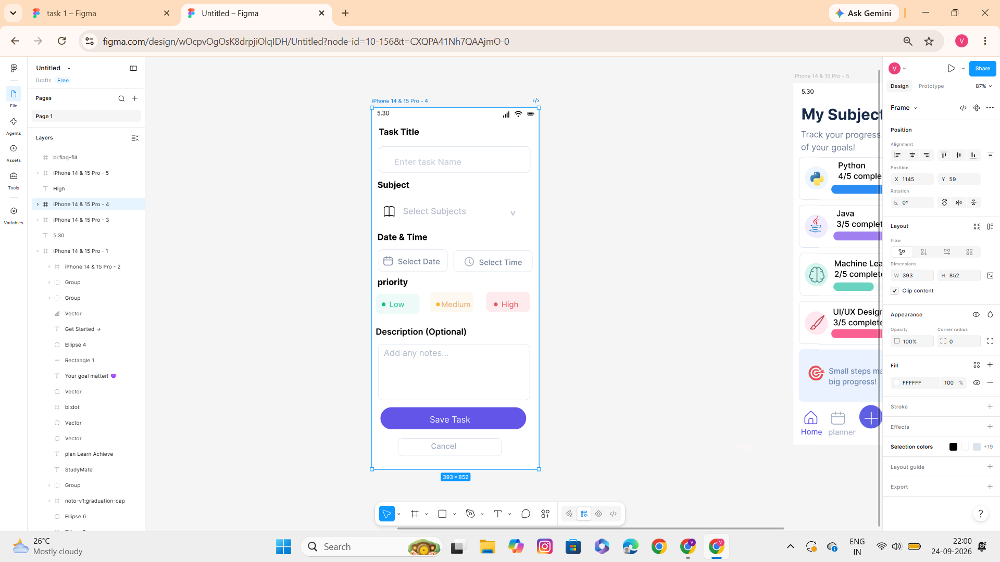 task 1 – Figma
Untitled – Figma
Ask Gemini
figma.com/design/wOcpvOgOsK8drpjiOlqIDH/Untitled?node-id=10-156&t=CXQPA41Nh7QAAjmO-0
V
File
Agents
Assets
Tools
Variables
Untitled
Drafts Free
Pages
Page 1
Layers
bi:flag-fill
iPhone 14 & 15 Pro - 5
High
iPhone 14 & 15 Pro - 4
iPhone 14 & 15 Pro - 3
5.30
iPhone 14 & 15 Pro - 1
iPhone 14 & 15 Pro - 2
Group
Group
Vector
Get Started →
Ellipse 4
Rectangle 1
Your goal matter! 💜
Vector
bi:dot
Vector
Vector
plan Learn Achieve
StudyMate
Group
noto-v1:graduation-cap
Ellipse 6
iPhone 14 & 15 Pro - 4
5.30
Task Title
Enter task Name
Subject
Select Subjects
v
Date & Time
Select Date
Select Time
priority
Low
Medium
High
Description (Optional)
Add any notes...
Save Task
Cancel
393 × 852
iPhone 14 & 15 Pro - 5
5.30
My Subject
Track your progress
of your goals!
Python
4/5 comple
Java
3/5 complet
Machine Lea
2/5 complete
UI/UX Design
3/5 complete
Small steps ma
big progress!
Home
planner
V
Share
Design
Prototype
87%
Frame
Position
Alignment
Position
X 1145
Y 59
Rotation
0°
Layout
Flow
Dimensions
W 393
H 852
Clip content
Appearance
Opacity
Corner radius
100%
0
Fill
FFFFFF
100 %
Stroke
Effects
Selection colors
+19
Layout guide
Export
?
26°C
Mostly cloudy
Search
ENG
IN
22:00
24-09-2026